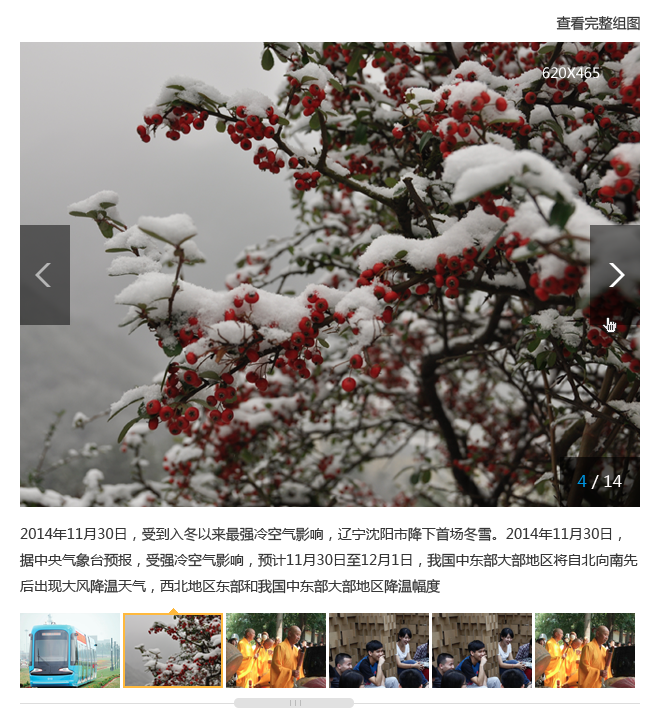 查看完整组图
620X465
4 / 14
2014年11月30日，受到入冬以来最强冷空气影响，辽宁沈阳市降下首场冬雪。2014年11月30日，
据中央气象台预报，受强冷空气影响，预计11月30日至12月1日，我国中东部大部地区将自北向南先
后出现大风降温天气，西北地区东部和我国中东部大部地区降温幅度